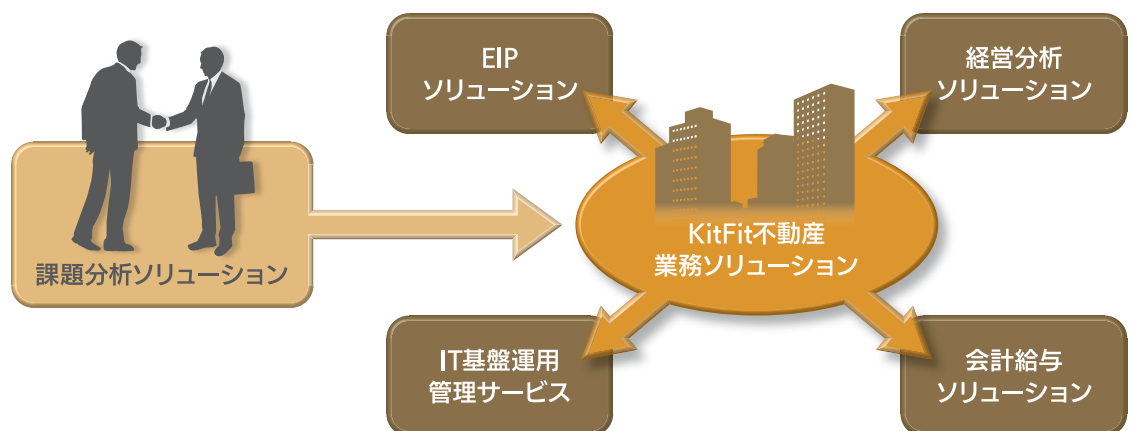 EIP
ソリューション
経営分析
ソリューション
課題分析ソリューション
KitFit不動産
業務ソリューション
IT基盤運用
管理サービス
会計給与
ソリューション